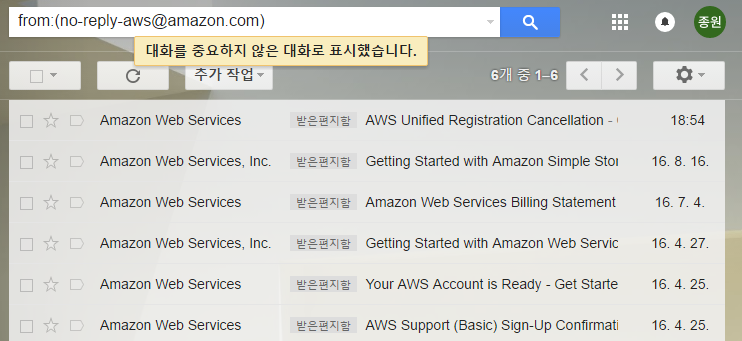 from:(no-reply-aws@amazon.com)
종원
대화를 중요하지 않은 대화로 표시했습니다.
추가 작업
6개 중 1–6
Amazon Web Services 받은편지함 AWS Unified Registration Cancellation - 18:54
Amazon Web Services, Inc. 받은편지함 Getting Started with Amazon Simple Stor 16. 8. 16.
Amazon Web Services 받은편지함 Amazon Web Services Billing Statement 16. 7. 4.
Amazon Web Services, Inc. 받은편지함 Getting Started with Amazon Web Servic 16. 4. 27.
Amazon Web Services 받은편지함 Your AWS Account is Ready - Get Starte 16. 4. 25.
Amazon Web Services 받은편지함 AWS Support (Basic) Sign-Up Confirmati 16. 4. 25.